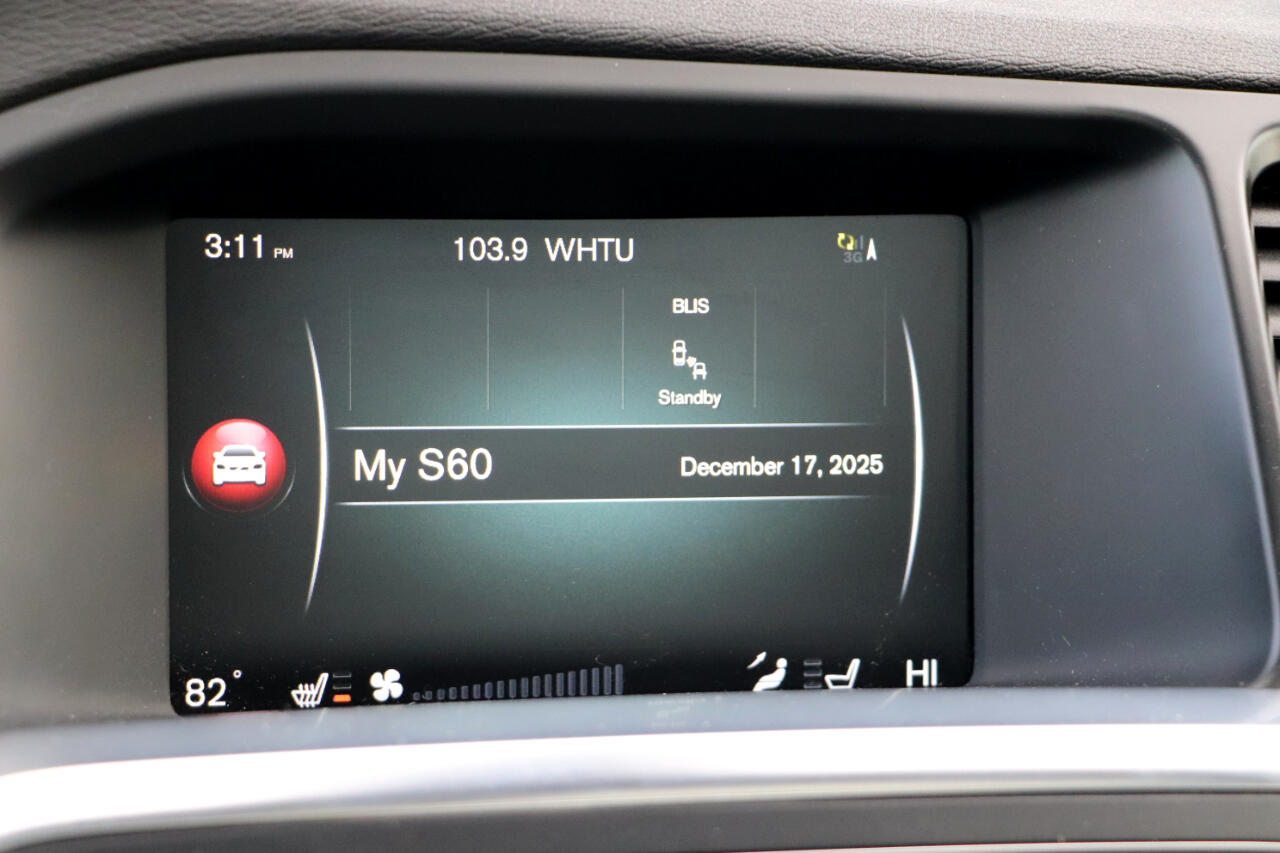 3:11 PM 103.9 WHTU 3G
BLIS
Standby
My S60 December 17, 2025
82° HI